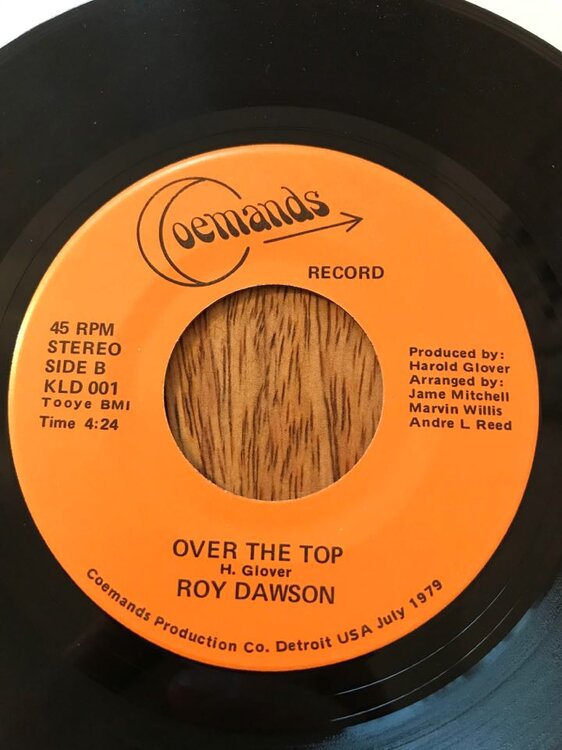 Coemands
RECORD
45 RPM
STEREO
SIDE B
KLD 001
Tooye BMI
Time 4:24
Produced by:
Harold Glover
Arranged by:
Jame Mitchell
Marvin Willis
Andre L. Reed
OVER THE TOP
H. Glover
ROY DAWSON
Coemands Production Co. Detroit USA July 1979